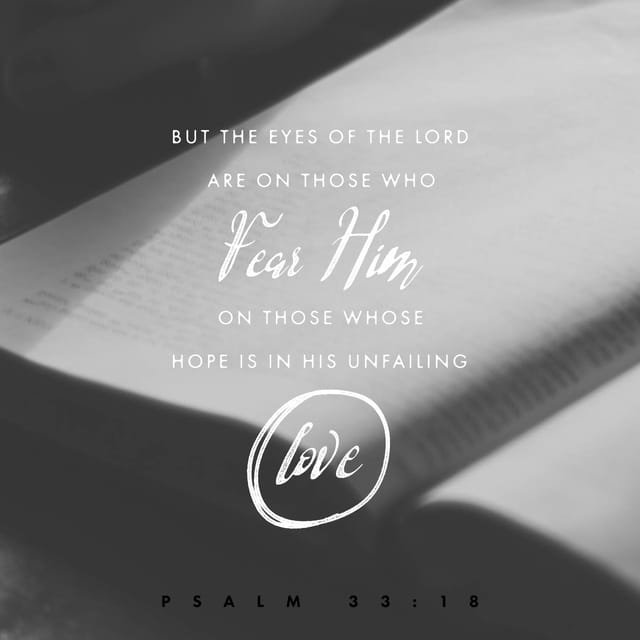 BUT THE EYES OF THE LORD
ARE ON THOSE WHO
Fear Him
ON THOSE WHOSE
HOPE IS IN HIS UNFAILING
love
PSALM 33:18